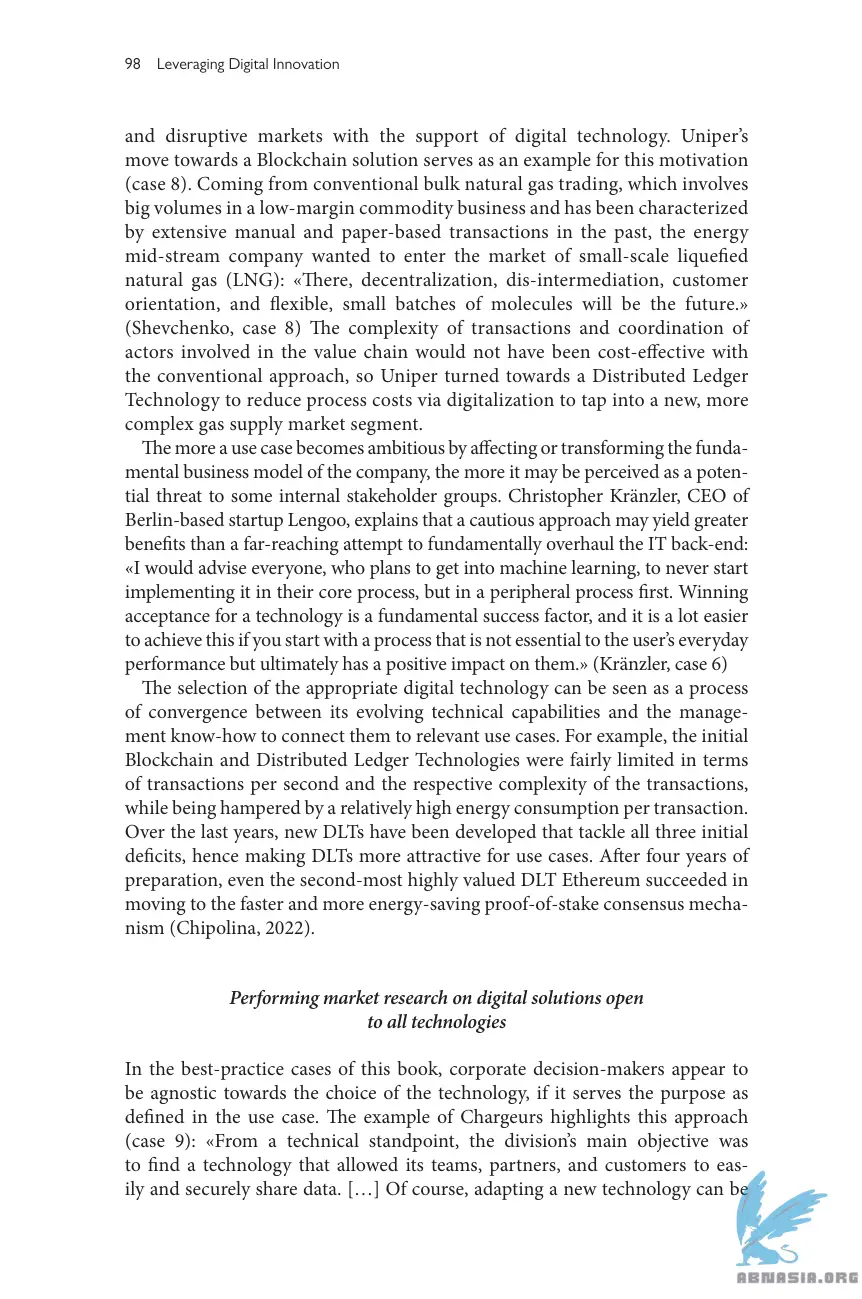 98 Leveraging Digital Innovation
and disruptive markets with the support of digital technology. Uniper's
move towards a Blockchain solution serves as an example for this motivation
(case 8). Coming from conventional bulk natural gas trading, which involves
big volumes in a low-margin commodity business and has been characterized
by extensive manual and paper-based transactions in the past, the energy
mid-stream company wanted to enter the market of small-scale liquefied
natural gas (LNG): «There, decentralization, dis-intermediation, customer
orientation, and flexible, small batches of molecules will be the future.»
(Shevchenko, case 8) The complexity of transactions and coordination of
actors involved in the value chain would not have been cost-effective with
the conventional approach, so Uniper turned towards a Distributed Ledger
Technology to reduce process costs via digitalization to tap into a new, more
complex gas supply market segment.
The more a use case becomes ambitious by affecting or transforming the funda-
mental business model of the company, the more it may be perceived as a poten-
tial threat to some internal stakeholder groups. Christopher Kränzler, CEO of
Berlin-based startup Lengoo, explains that a cautious approach may yield greater
benefits than a far-reaching attempt to fundamentally overhaul the IT back-end:
«I would advise everyone, who plans to get into machine learning, to never start
implementing it in their core process, but in a peripheral process first. Winning
acceptance for a technology is a fundamental success factor, and it is a lot easier
to achieve this if you start with a process that is not essential to the user's everyday
performance but ultimately has a positive impact on them.» (Kränzler, case 6)
The selection of the appropriate digital technology can be seen as a process
of convergence between its evolving technical capabilities and the manage-
ment know-how to connect them to relevant use cases. For example, the initial
Blockchain and Distributed Ledger Technologies were fairly limited in terms
of transactions per second and the respective complexity of the transactions,
while being hampered by a relatively high energy consumption per transaction.
Over the last years, new DLTs have been developed that tackle all three initial
deficits, hence making DLTs more attractive for use cases. After four years of
preparation, even the second-most highly valued DLT Ethereum succeeded in
moving to the faster and more energy-saving proof-of-stake consensus mecha-
nism (Chipolina, 2022).
Performing market research on digital solutions open
to all technologies
In the best-practice cases of this book, corporate decision-makers appear to
be agnostic towards the choice of the technology, if it serves the purpose as
defined in the use case. The example of Chargeurs highlights this approach
(case 9): «From a technical standpoint, the division's main objective was
to find a technology that allowed its teams, partners, and customers to eas-
ily and securely share data. […] Of course, adapting a new technology can be
ABNASIA.ORG